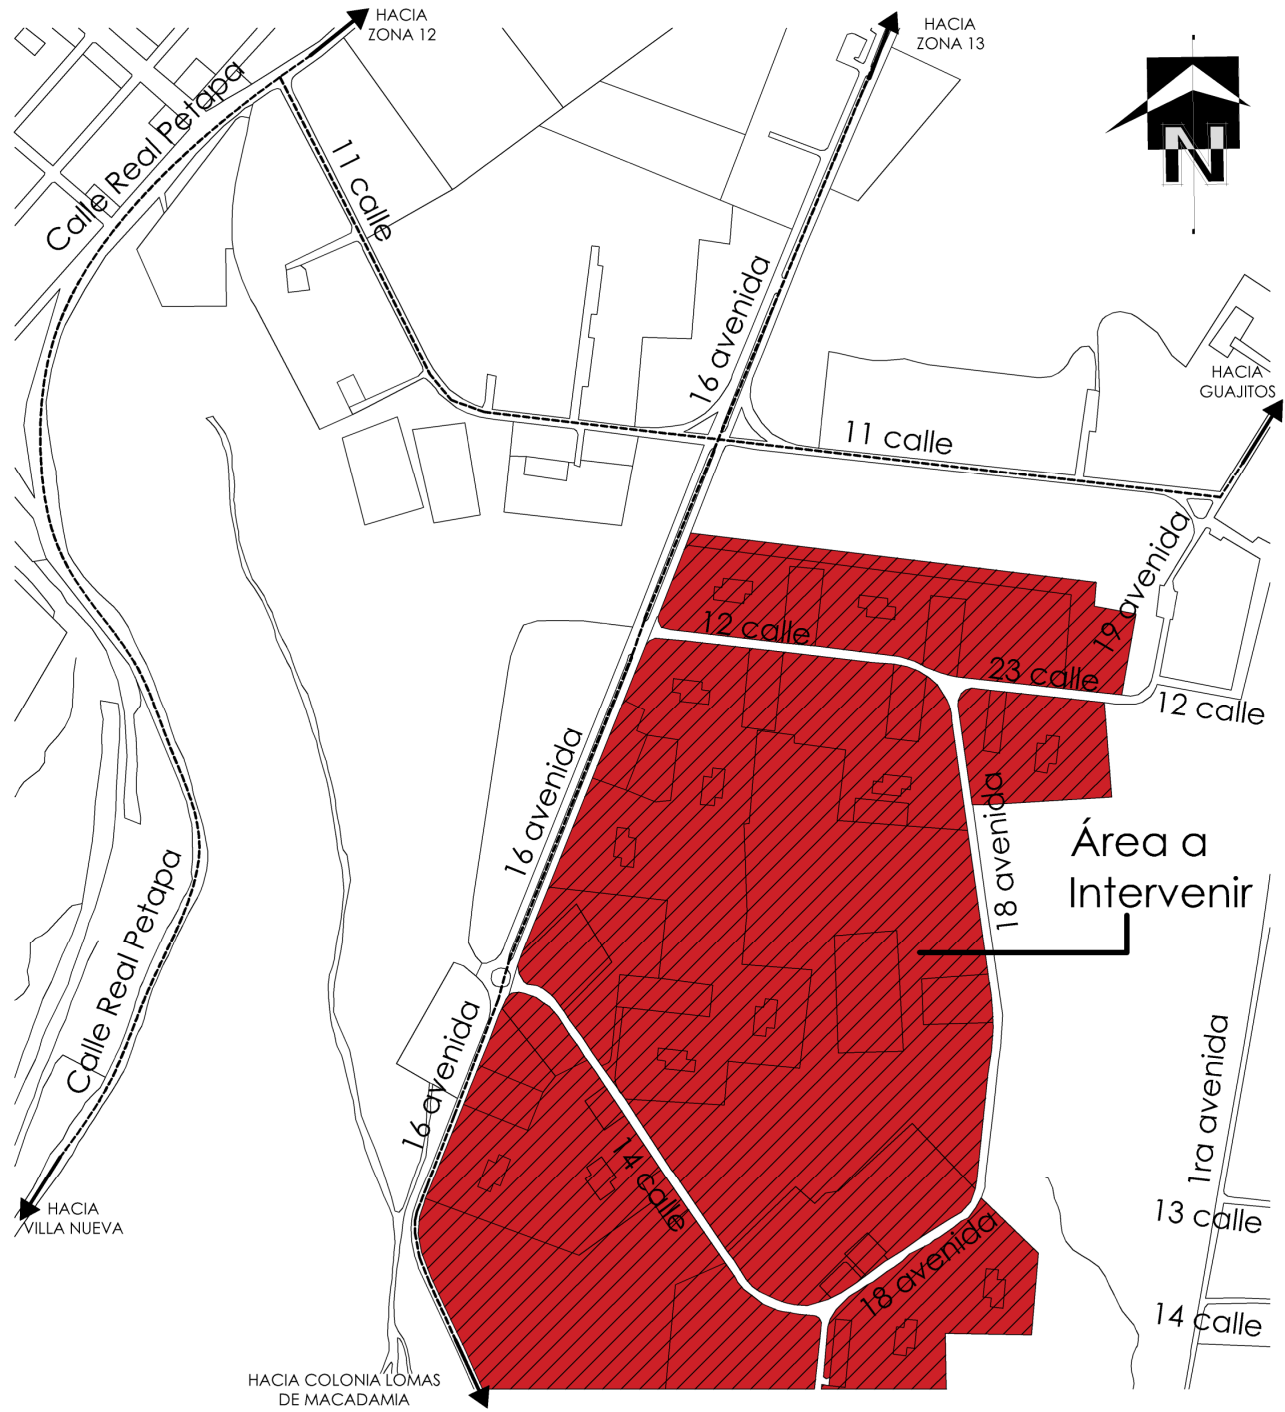 HACIA
ZONA 12
HACIA
ZONA 13
N
Calle Real Petapa
11 calle
16 avenida
HACIA
GUAJITOS
11 calle
19 avenida
12 calle
23 calle
12 calle
16 avenida
18 avenida
Área a
Intervenir
Calle Real Petapa
16 avenida
1ra avenida
14 calle
13 calle
HACIA
VILLA NUEVA
18 avenida
14 calle
HACIA COLONIA LOMAS
DE MACADAMIA